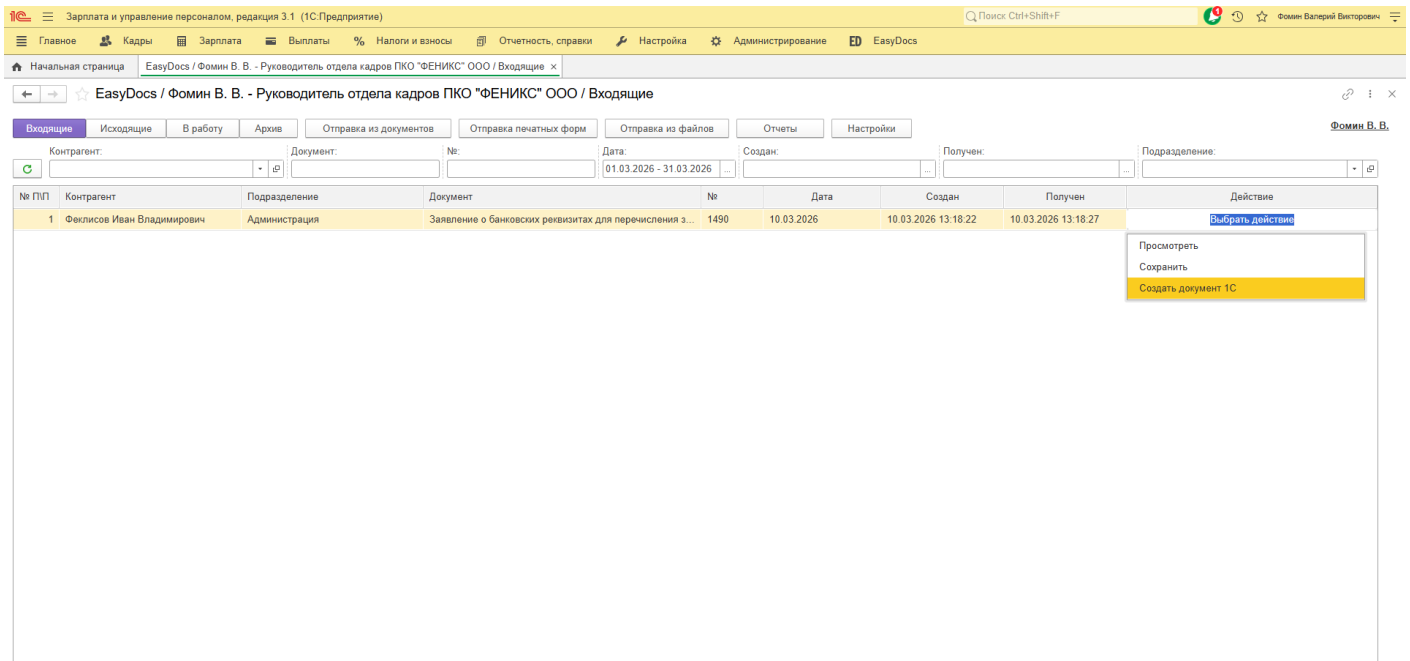 1С Зарплата и управление персоналом, редакция 3.1 (1С:Предприятие) Поиск Ctrl+Shift+F 1 Фомин Валерий Викторович
Главное Кадры Зарплата Выплаты % Налоги и взносы Отчетность, справки Настройка Администрирование ED EasyDocs
Начальная страница EasyDocs / Фомин В. В. - Руководитель отдела кадров ПКО "ФЕНИКС" ООО / Входящие ×
EasyDocs / Фомин В. В. - Руководитель отдела кадров ПКО "ФЕНИКС" ООО / Входящие
Входящие Исходящие В работу Архив Отправка из документов Отправка печатных форм Отправка из файлов Отчеты Настройки Фомин В. В.
Контрагент: Документ: №: Дата: Создан: Получен: Подразделение:
01.03.2026 - 31.03.2026 ... ... ...
№ П\П Контрагент Подразделение Документ № Дата Создан Получен Действие
1 Феклисов Иван Владимирович Администрация Заявление о банковских реквизитах для перечисления з... 1490 10.03.2026 10.03.2026 13:18:22 10.03.2026 13:18:27 Выбрать действие
Просмотреть
Сохранить
Создать документ 1С